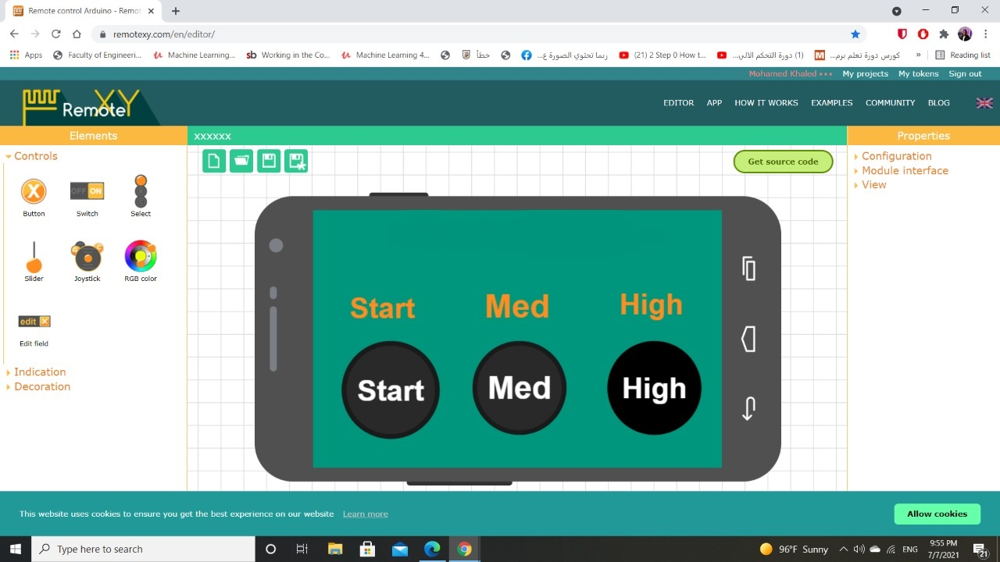 Remote control Arduino - Remot
remotexy.com/en/editor/
Apps
Faculty of Engineeri...
Machine Learning...
sb Working in the Co...
Machine Learning 4...
خطأ
ربما تحتوي الصورة ع...
(21) 2 Step 0 How t...
(1) دورة التحكم الالي...
كورس دورة تعلم برم...
»
Reading list
Mohamed Khaled •••
My projects
My tokens
Sign out
RemoteXY
EDITOR
APP
HOW IT WORKS
EXAMPLES
COMMUNITY
BLOG
Elements
xxxxxx
Properties
Controls
Get source code
Configuration
Module interface
View
X
OFF ON
Button
Switch
Select
Slider
Joystick
RGB color
edit X
Edit field
Indication
Decoration
Start
Med
High
Start
Med
High
This website uses cookies to ensure you get the best experience on our website
Learn more
Allow cookies
Type here to search
96°F Sunny
ENG
9:55 PM
7/7/2021
21